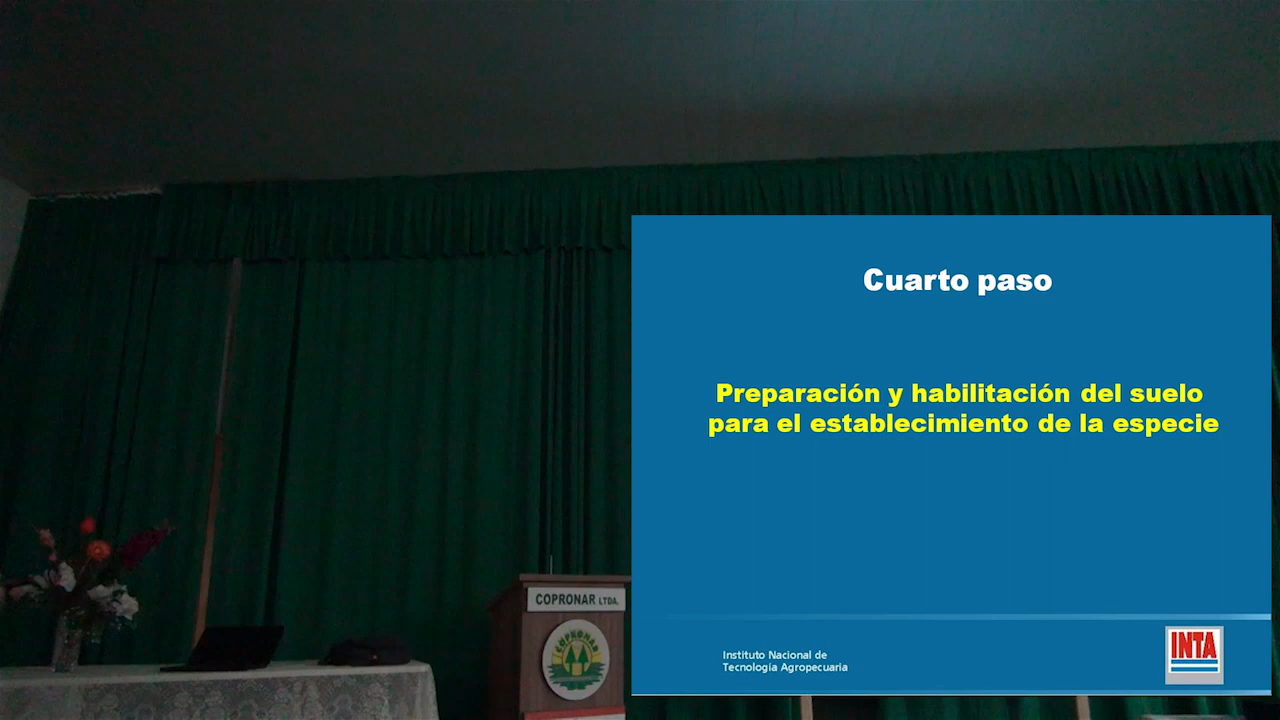 Cuarto paso
Preparación y habilitación del suelo
para el establecimiento de la especie
COPRONAR LTDA.
COPRONAR
Instituto Nacional de
Tecnología Agropecuaria
INTA